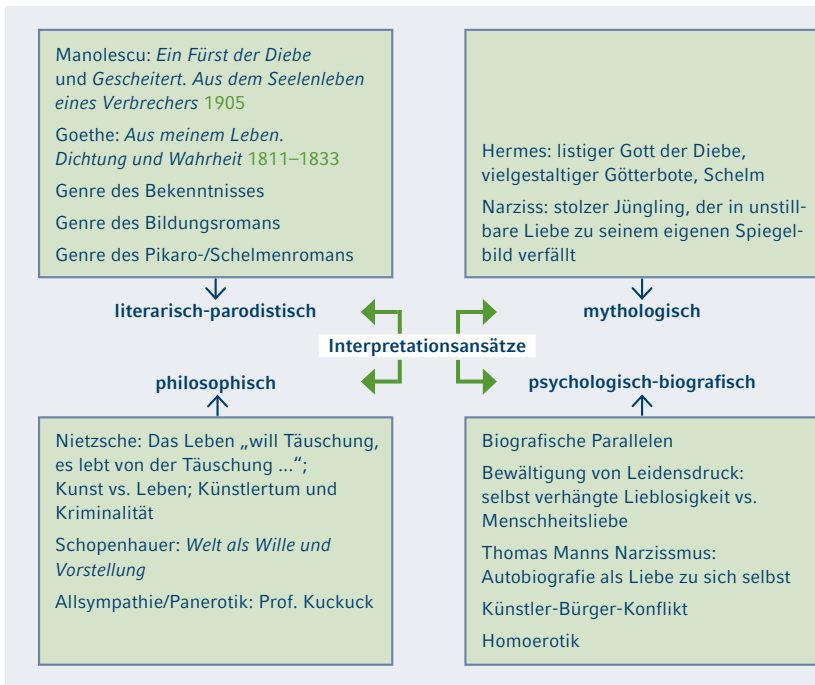 Manolescu: Ein Fürst der Diebe
und Gescheitert. Aus dem Seelenleben
eines Verbrechers 1905
Goethe: Aus meinem Leben.
Dichtung und Wahrheit 1811–1833
Genre des Bekenntnisses
Genre des Bildungsromans
Genre des Pikaro-/Schelmenromans
Hermes: listiger Gott der Diebe,
vielgestaltiger Götterbote, Schelm
Narziss: stolzer Jüngling, der in unstill-
bare Liebe zu seinem eigenen Spiegel-
bild verfällt
literarisch-parodistisch
mythologisch
Interpretationsansätze
philosophisch
psychologisch-biografisch
Nietzsche: Das Leben „will Täuschung,
es lebt von der Täuschung ...“;
Kunst vs. Leben; Künstlertum und
Kriminalität
Schopenhauer: Welt als Wille und
Vorstellung
Allsympathie/Panerotik: Prof. Kuckuck
Biografische Parallelen
Bewältigung von Leidensdruck:
selbst verhängte Lieblosigkeit vs.
Menschheitsliebe
Thomas Manns Narzissmus:
Autobiografie als Liebe zu sich selbst
Künstler-Bürger-Konflikt
Homoerotik